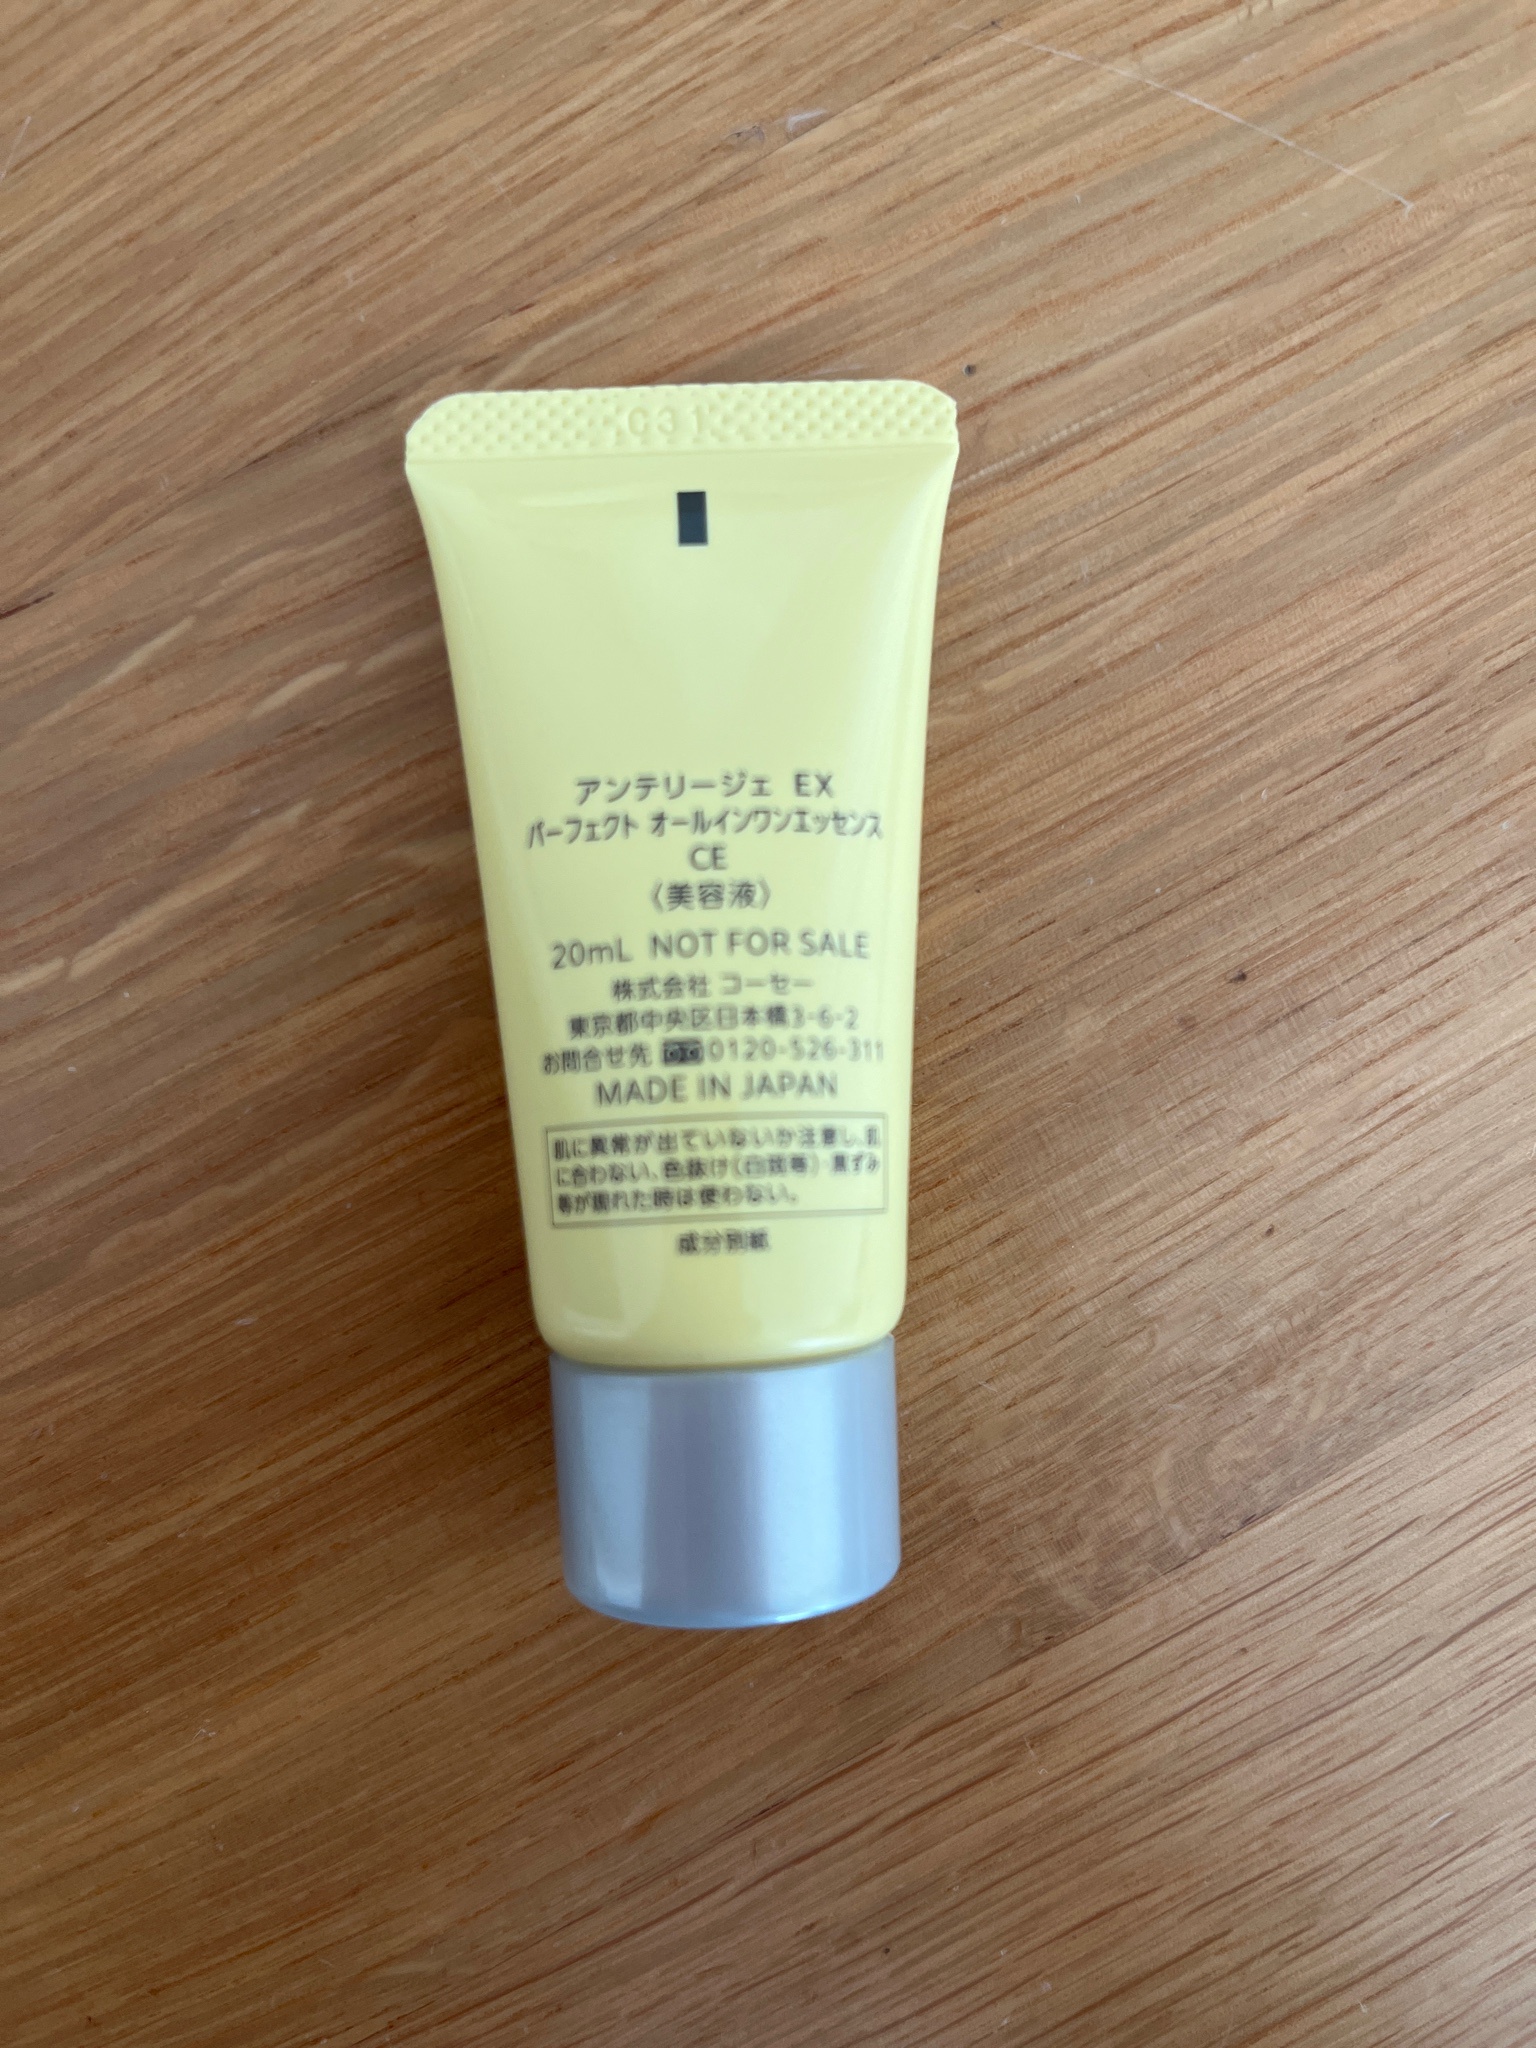 C31
アンテリージェ EX
パーフェクト オールインワンエッセンス
CE
〈美容液〉
20mL NOT FOR SALE
株式会社 コーセー
東京都中央区日本橋3-6-2
お問合せ先 0120-526-311
MADE IN JAPAN
肌に異常が出ていないか注意し、肌
に合わない、色抜け(白斑等)・黒ずみ
等が現れた時は使わない。
成分別紙